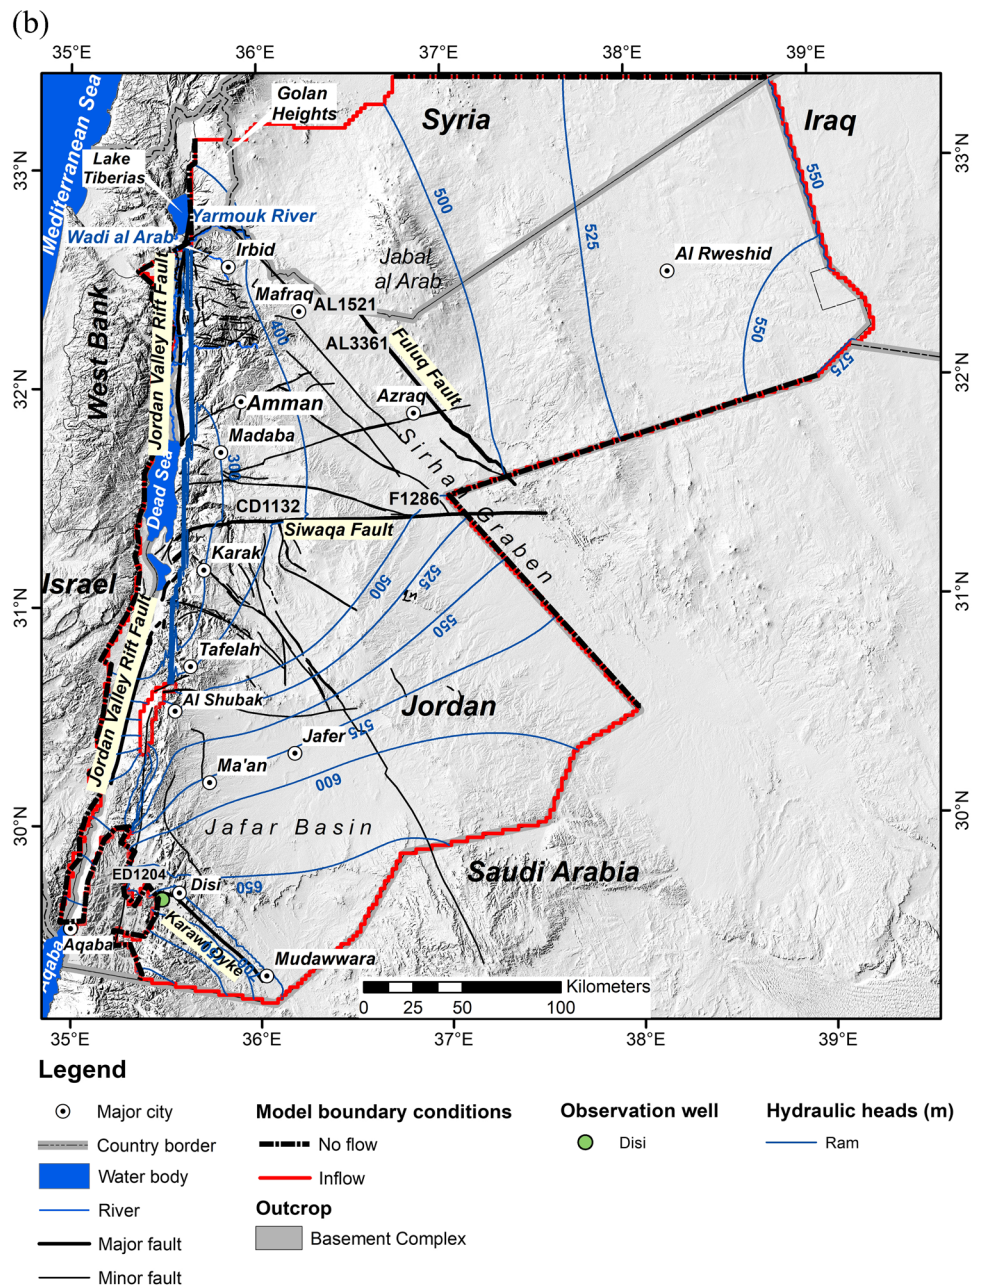 (b)
35°E
36°E
37°E
38°E
39°E
Golan
Heights
Syria
Iraq
Mediterranean Sea
33°N
33°N
Lake
Tiberias
550
500
Yarmouk River
525
Wadi al Arab
Irbid
Jabal
al Arab
Al Rweshid
Mafraq
AL1521
400
AL3361
550
Fuluq Fault
575
West Bank
Jordan Valley Rift Fault
32°N
32°N
Azraq
Amman
Sirhan
Madaba
300
Dead Sea
F1286
CD1132
Graben
Siwaqa Fault
Karak
Israel
500
525
31°N
31°N
550
Jordan Valley Rift Fault
Tafelah
Al Shubak
Jordan
575
Jafer
Ma'an
600
30°N
30°N
Jafar Basin
ED1204
Saudi Arabia
650
Disi
Karawi Dyke
Aqaba
Aqaba
Mudawwara
Kilometers
0 25 50 100
35°E
36°E
37°E
38°E
39°E
Legend
Major city
Country border
Water body
River
Major fault
Minor fault
Model boundary conditions
No flow
Inflow
Outcrop
Basement Complex
Observation well
Disi
Hydraulic heads (m)
Ram